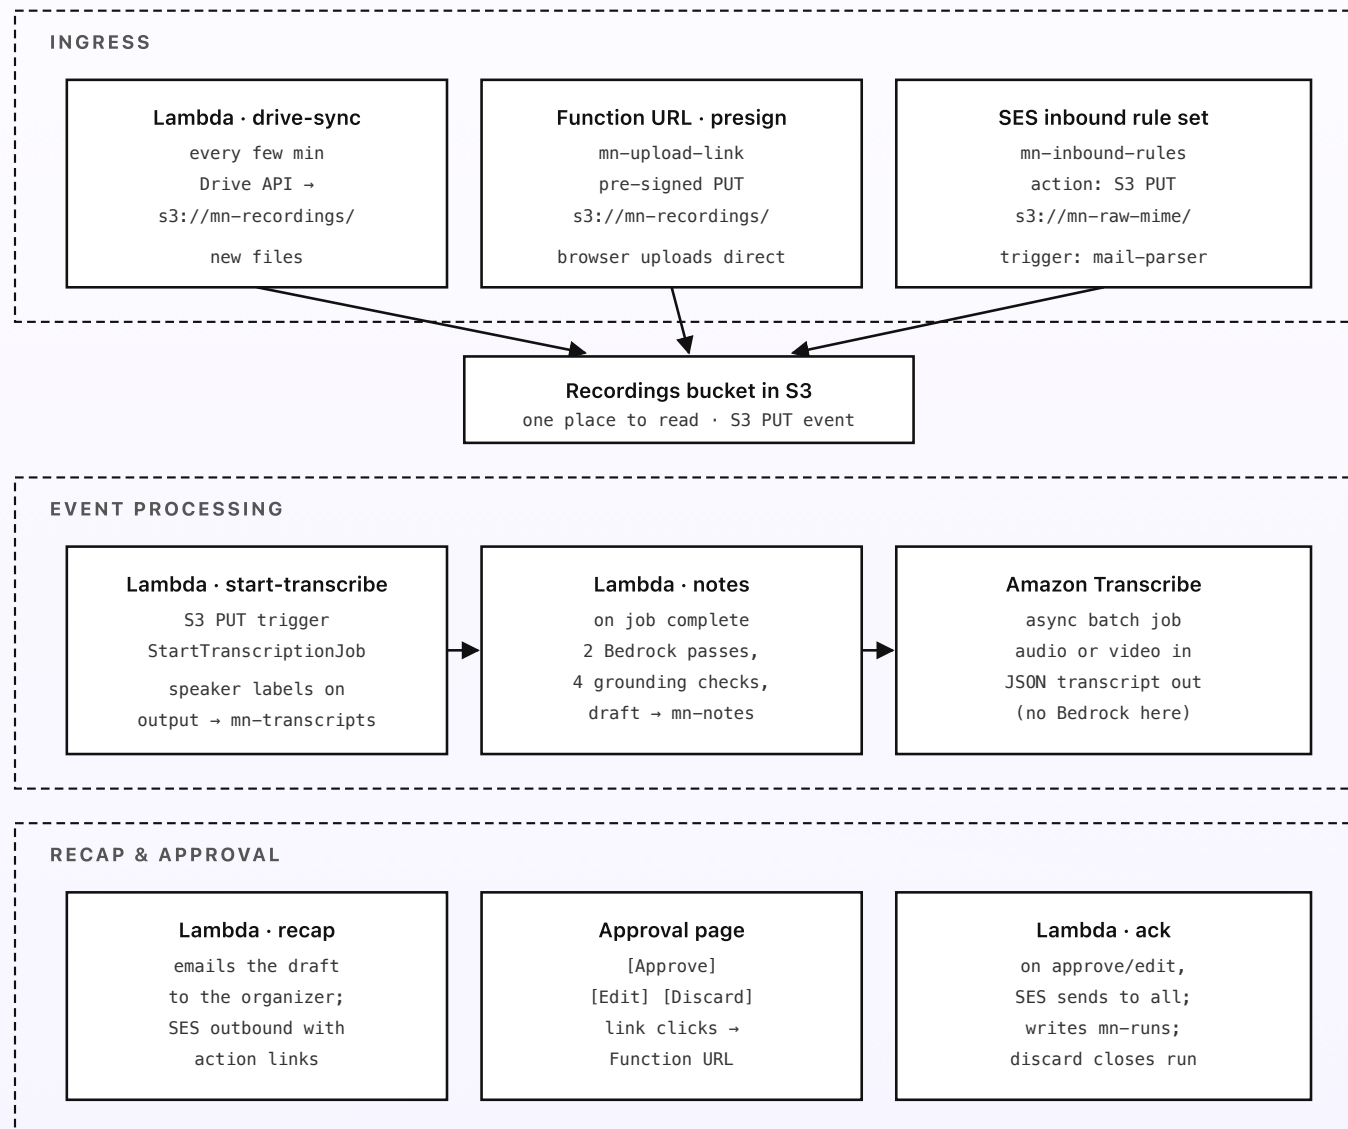 INGRESS
Lambda · drive-sync
every few min
Drive API →
s3://mn-recordings/
new files
Function URL · presign
mn-upload-link
pre-signed PUT
s3://mn-recordings/
browser uploads direct
SES inbound rule set
mn-inbound-rules
action: S3 PUT
s3://mn-raw-mime/
trigger: mail-parser
Recordings bucket in S3
one place to read · S3 PUT event
EVENT PROCESSING
Lambda · start-transcribe
S3 PUT trigger
StartTranscriptionJob
speaker labels on
output → mn-transcripts
Lambda · notes
on job complete
2 Bedrock passes,
4 grounding checks,
draft → mn-notes
Amazon Transcribe
async batch job
audio or video in
JSON transcript out
(no Bedrock here)
RECAP & APPROVAL
Lambda · recap
emails the draft
to the organizer;
SES outbound with
action links
Approval page
[Approve]
[Edit] [Discard]
link clicks →
Function URL
Lambda · ack
on approve/edit,
SES sends to all;
writes mn-runs;
discard closes run